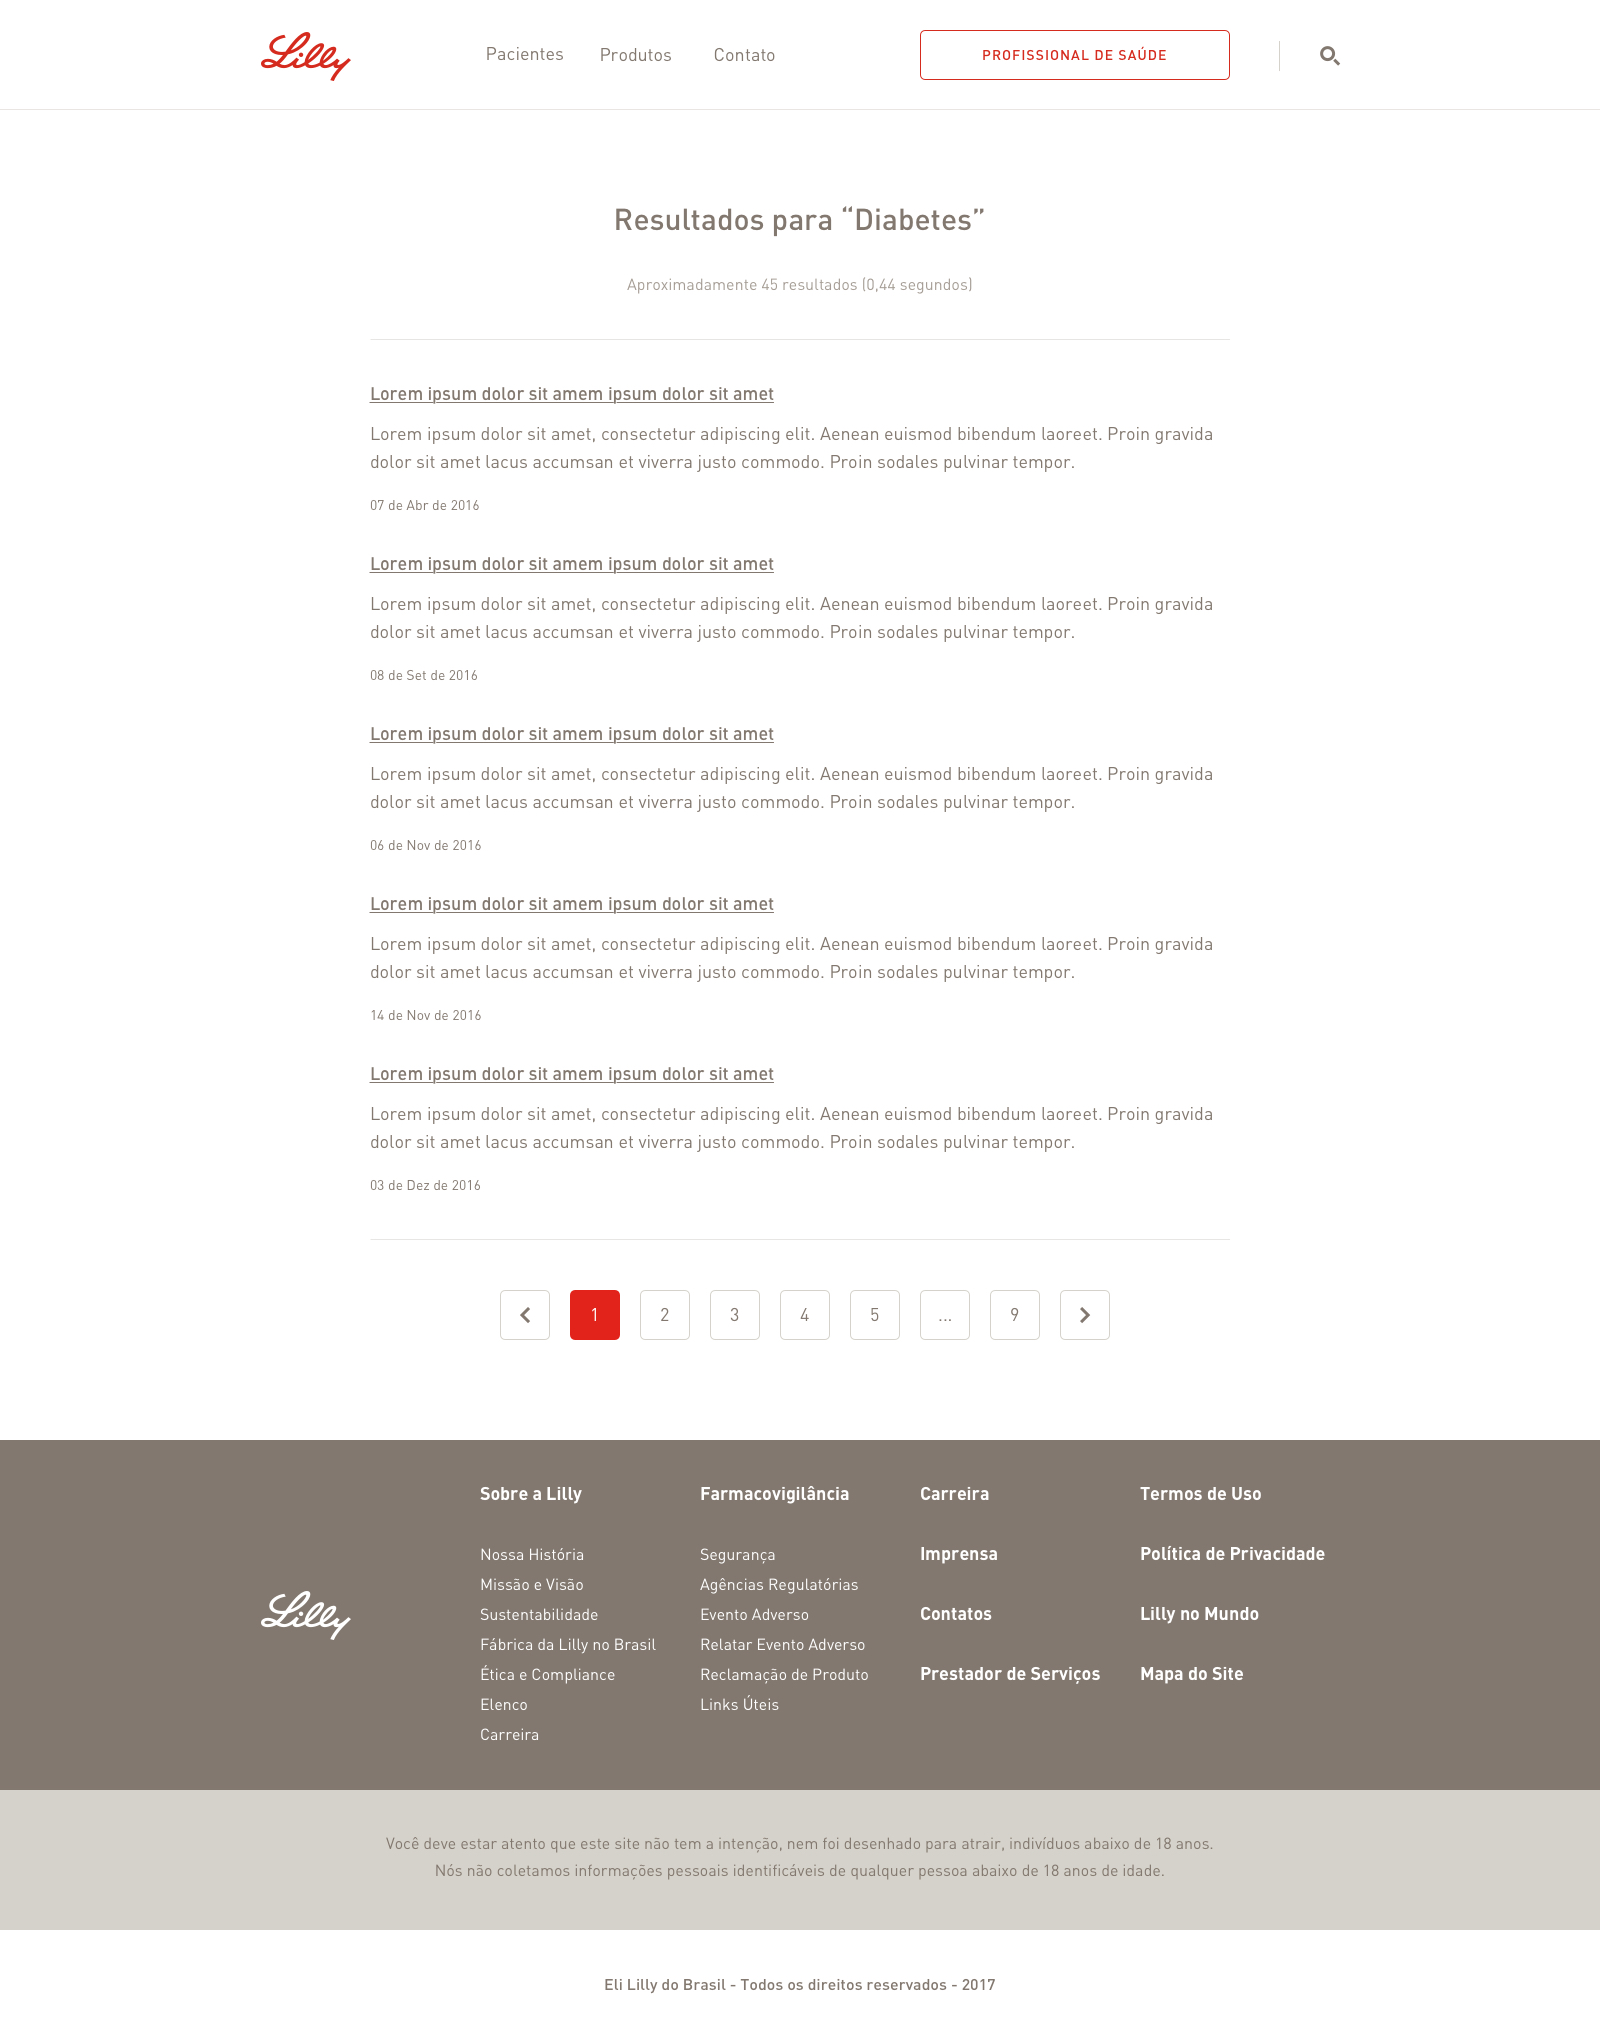 Lilly
Pacientes
Produtos
Contato
PROFISSIONAL DE SAÚDE
Resultados para “Diabetes”
Aproximadamente 45 resultados (0,44 segundos)
Lorem ipsum dolor sit amem ipsum dolor sit amet
Lorem ipsum dolor sit amet, consectetur adipiscing elit. Aenean euismod bibendum laoreet. Proin gravida
dolor sit amet lacus accumsan et viverra justo commodo. Proin sodales pulvinar tempor.
07 de Abr de 2016
Lorem ipsum dolor sit amem ipsum dolor sit amet
Lorem ipsum dolor sit amet, consectetur adipiscing elit. Aenean euismod bibendum laoreet. Proin gravida
dolor sit amet lacus accumsan et viverra justo commodo. Proin sodales pulvinar tempor.
08 de Set de 2016
Lorem ipsum dolor sit amem ipsum dolor sit amet
Lorem ipsum dolor sit amet, consectetur adipiscing elit. Aenean euismod bibendum laoreet. Proin gravida
dolor sit amet lacus accumsan et viverra justo commodo. Proin sodales pulvinar tempor.
06 de Nov de 2016
Lorem ipsum dolor sit amem ipsum dolor sit amet
Lorem ipsum dolor sit amet, consectetur adipiscing elit. Aenean euismod bibendum laoreet. Proin gravida
dolor sit amet lacus accumsan et viverra justo commodo. Proin sodales pulvinar tempor.
14 de Nov de 2016
Lorem ipsum dolor sit amem ipsum dolor sit amet
Lorem ipsum dolor sit amet, consectetur adipiscing elit. Aenean euismod bibendum laoreet. Proin gravida
dolor sit amet lacus accumsan et viverra justo commodo. Proin sodales pulvinar tempor.
03 de Dez de 2016
1 2 3 4 5 ... 9
Lilly
Sobre a Lilly
Nossa História
Missão e Visão
Sustentabilidade
Fábrica da Lilly no Brasil
Ética e Compliance
Elenco
Carreira
Farmacovigilância
Segurança
Agências Regulatórias
Evento Adverso
Relatar Evento Adverso
Reclamação de Produto
Links Úteis
Carreira
Imprensa
Contatos
Prestador de Serviços
Termos de Uso
Política de Privacidade
Lilly no Mundo
Mapa do Site
Você deve estar atento que este site não tem a intenção, nem foi desenhado para atrair, indivíduos abaixo de 18 anos.
Nós não coletamos informações pessoais identificáveis de qualquer pessoa abaixo de 18 anos de idade.
Eli Lilly do Brasil - Todos os direitos reservados - 2017